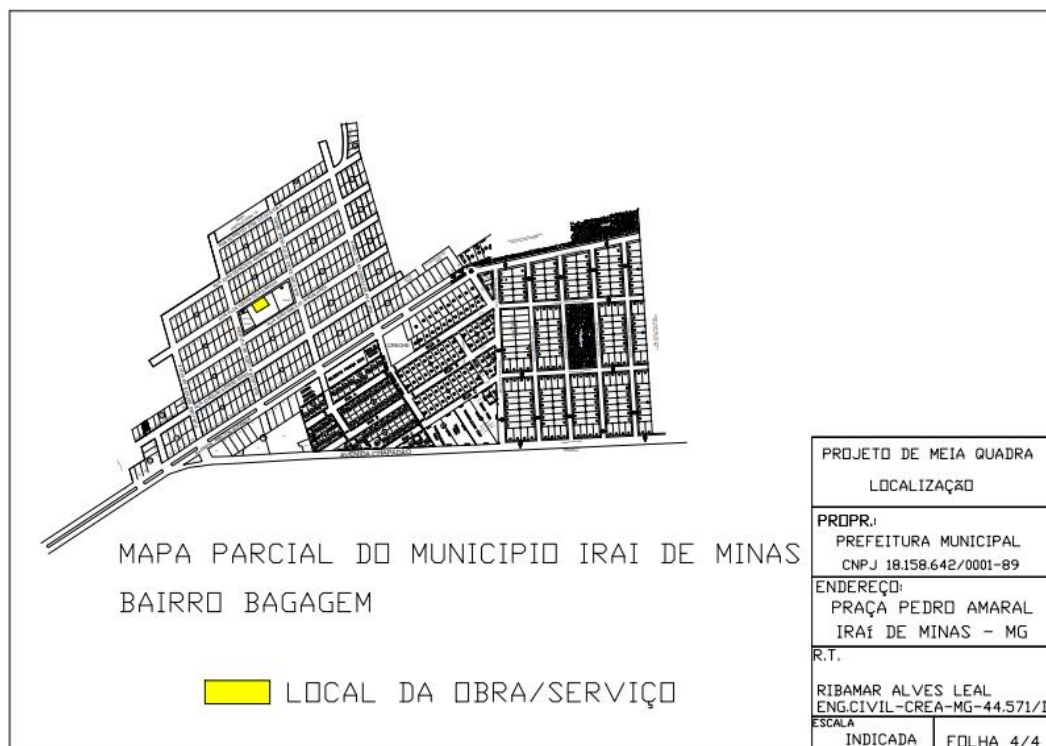 CRECHE
AVENIDA CHAPADÃO
MAPA PARCIAL DO MUNICIPIO IRAI DE MINAS
BAIRRO BAGAGEM
LOCAL DA OBRA/SERVIÇO
PROJETO DE MEIA QUADRA
LOCALIZAÇÃO
PROPR.:
PREFEITURA MUNICIPAL
CNPJ 18.158.642/0001-89
ENDEREÇO:
PRAÇA PEDRO AMARAL
IRAÍ DE MINAS - MG
R.T.
RIBAMAR ALVES LEAL
ENG.CIVIL-CREA-MG-44.571/D
ESCALA
INDICADA
FOLHA 4/4